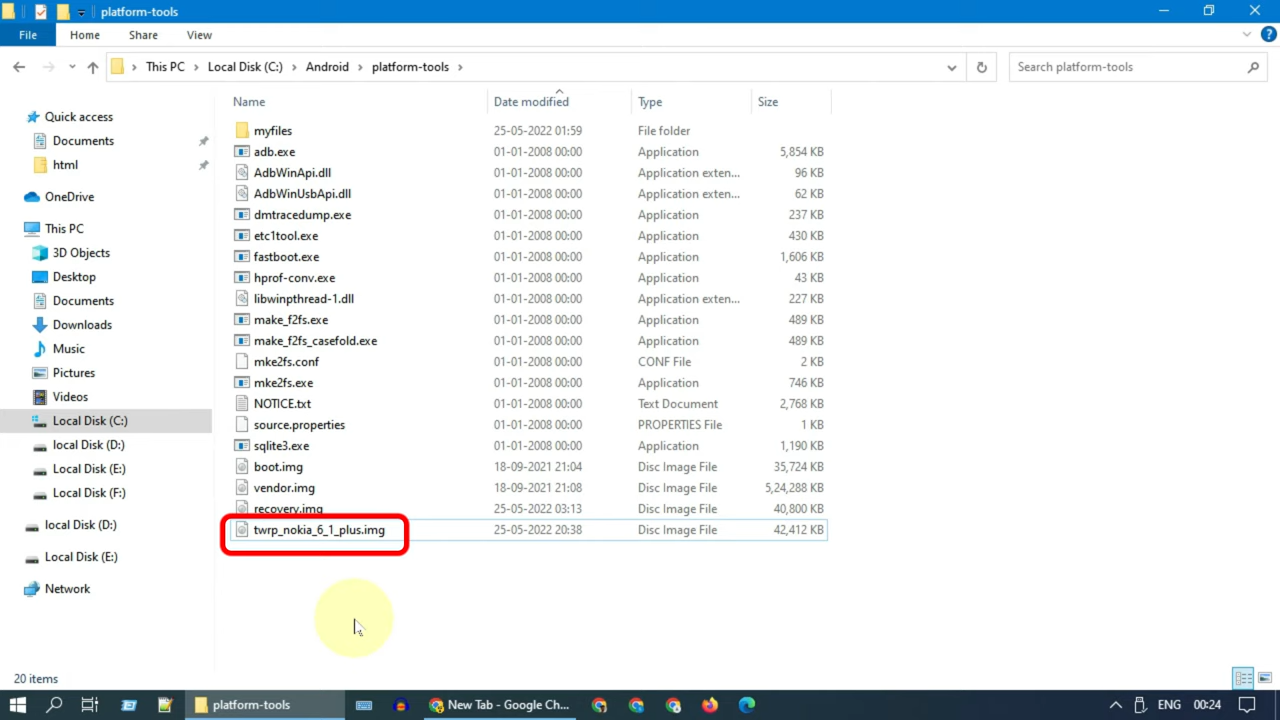 platform-tools
File Home Share View
This PC Local Disk (C:) Android platform-tools Search platform-tools
Name Date modified Type Size
Quick access
Documents
html
OneDrive
This PC
3D Objects
Desktop
Documents
Downloads
Music
Pictures
Videos
Local Disk (C:)
local Disk (D:)
Local Disk (E:)
Local Disk (F:)
local Disk (D:)
Local Disk (E:)
Network
myfiles 25-05-2022 01:59 File folder
adb.exe 01-01-2008 00:00 Application 5,854 KB
AdbWinApi.dll 01-01-2008 00:00 Application exten... 96 KB
AdbWinUsbApi.dll 01-01-2008 00:00 Application exten... 62 KB
dmtracedump.exe 01-01-2008 00:00 Application 237 KB
etc1tool.exe 01-01-2008 00:00 Application 430 KB
fastboot.exe 01-01-2008 00:00 Application 1,606 KB
hprof-conv.exe 01-01-2008 00:00 Application 43 KB
libwinpthread-1.dll 01-01-2008 00:00 Application exten... 227 KB
make_f2fs.exe 01-01-2008 00:00 Application 489 KB
make_f2fs_casefold.exe 01-01-2008 00:00 Application 489 KB
mke2fs.conf 01-01-2008 00:00 CONF File 2 KB
mke2fs.exe 01-01-2008 00:00 Application 746 KB
NOTICE.txt 01-01-2008 00:00 Text Document 2,768 KB
source.properties 01-01-2008 00:00 PROPERTIES File 1 KB
sqlite3.exe 01-01-2008 00:00 Application 1,190 KB
boot.img 18-09-2021 21:04 Disc Image File 35,724 KB
vendor.img 18-09-2021 21:08 Disc Image File 5,24,288 KB
recovery.img 25-05-2022 03:13 Disc Image File 40,800 KB
twrp_nokia_6_1_plus.img 25-05-2022 20:38 Disc Image File 42,412 KB
20 items
platform-tools New Tab - Google Ch... ENG 00:24